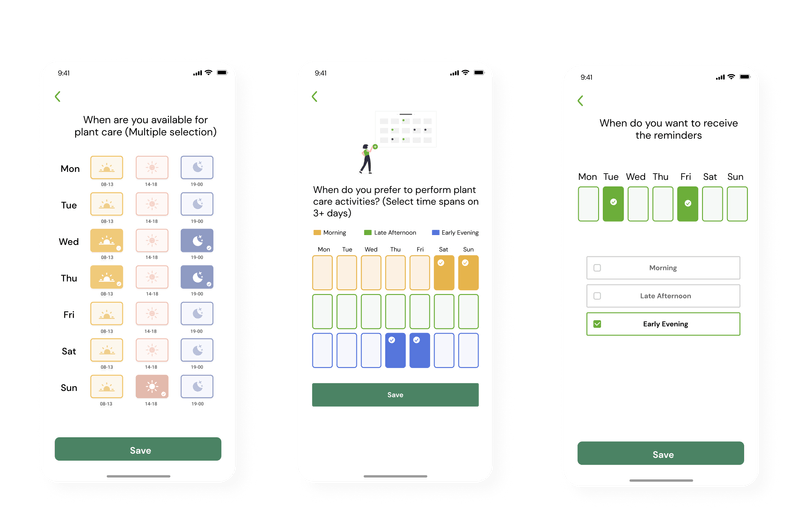 9:41
When are you available for
plant care (Multiple selection)
Mon
08-13 14-18 19-00
Tue
08-13 14-18 19-00
Wed
08-13 14-18 19-00
Thu
08-13 14-18 19-00
Fri
08-13 14-18 19-00
Sat
08-13 14-18 19-00
Sun
08-13 14-18 19-00
Save
9:41
When do you prefer to perform plant
care activities? (Select time spans on
3+ days)
Morning Late Afternoon Early Evening
Mon Tue Wed Thu Fri Sat Sun
Save
9:41
When do you want to receive
the reminders
Mon Tue Wed Thu Fri Sat Sun
Morning
Late Afternoon
Early Evening
Save